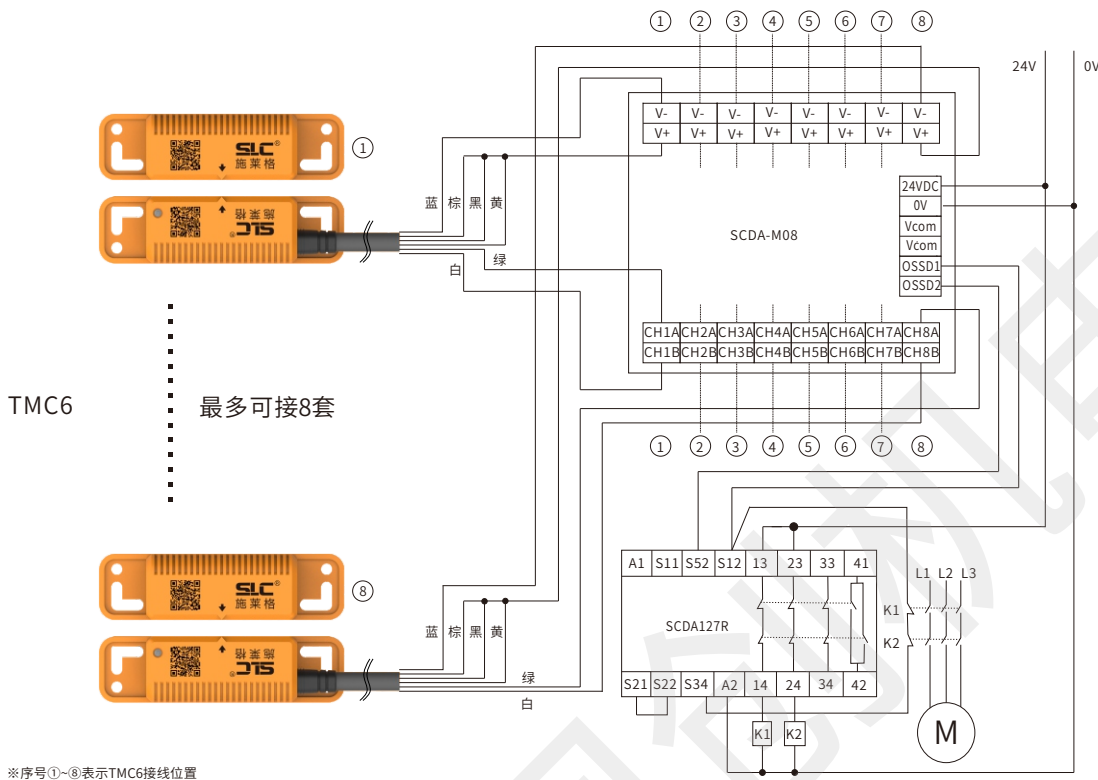 ① ② ③ ④ ⑤ ⑥ ⑦ ⑧
24V 0V
V- V- V- V- V- V- V- V-
V+ V+ V+ V+ V+ V+ V+ V+
SLC®
施莱格
①
SLC®
施莱格
蓝 棕 黑 黄
绿
白
24VDC
0V
Vcom
Vcom
OSSD1
OSSD2
SCDA-M08
CH1A CH2A CH3A CH4A CH5A CH6A CH7A CH8A
CH1B CH2B CH3B CH4B CH5B CH6B CH7B CH8B
TMC6
最多可接8套
① ② ③ ④ ⑤ ⑥ ⑦ ⑧
SLC®
施莱格
⑧
SLC®
施莱格
蓝 棕 黑 黄
绿
白
A1 S11 S52 S12 13 23 33 41
SCDA127R
L1 L2 L3
K1
K2
S21 S22 S34 A2 14 24 34 42
K1 K2
M
※序号①~⑧表示TMC6接线位置